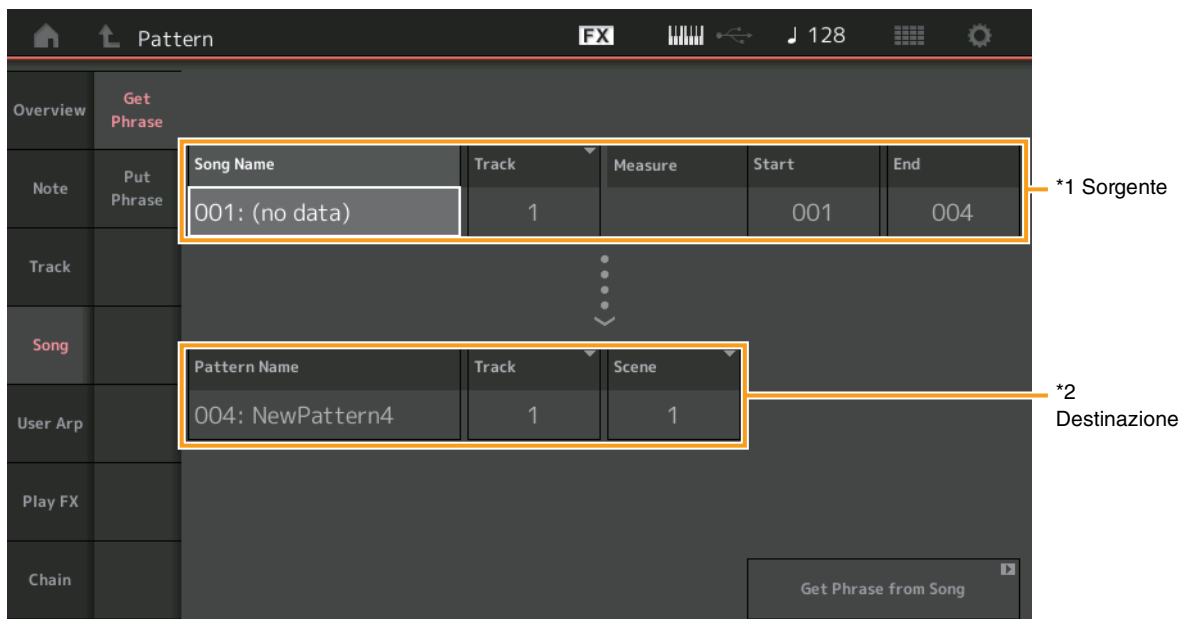 Pattern
FX
♩ 128
Overview
Get
Phrase
Note
Put
Phrase
Track
Song
User Arp
Play FX
Chain
Song Name
Track
Measure
Start
End
001: (no data)
1
001
004
*1 Sorgente
Pattern Name
Track
Scene
004: NewPattern4
1
1
*2
Destinazione
Get Phrase from Song